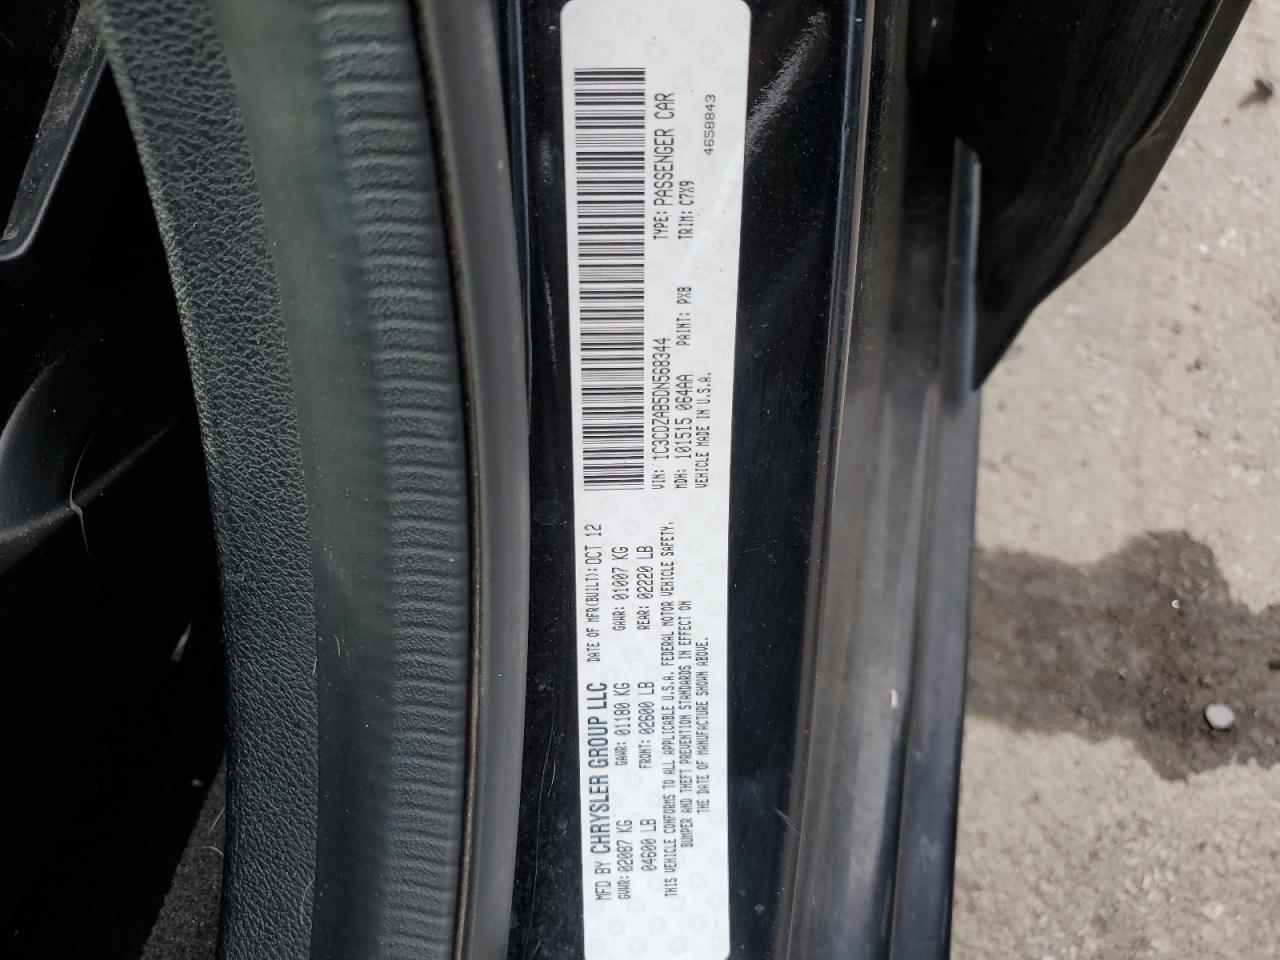 MFD BY CHRYSLER GROUP LLC DATE OF MFR(BUILT): OCT 12
GVWR: 02087 KG GAWR: 01180 KG GAWR: 01007 KG
04600 LB FRONT: 02600 LB REAR: 02220 LB
THIS VEHICLE CONFORMS TO ALL APPLICABLE U.S.A. FEDERAL MOTOR VEHICLE SAFETY,
BUMPER AND THEFT PREVENTION STANDARDS IN EFFECT ON
THE DATE OF MANUFACTURE SHOWN ABOVE.
VIN: 1C3CDZAB5DN568344 TYPE: PASSENGER CAR
MDH: 101515 064AA PAINT: PX8 TRIM: C7X9
VEHICLE MADE IN U.S.A. 4658843